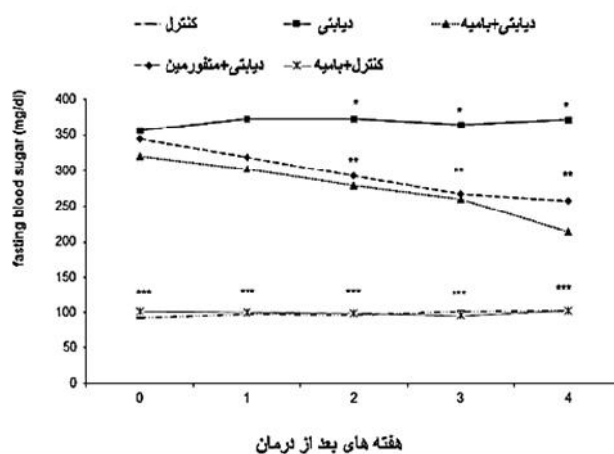 کنترل دیابتی دیابتی+بامیه
دیابتی+متفورمین کنترل+بامیه
fasting blood sugar (mg/dl)
400
350
300
250
200
150
100
50
0
* * *
** ** **
*** *** *** *** ***
0 1 2 3 4
هفته های بعد از درمان